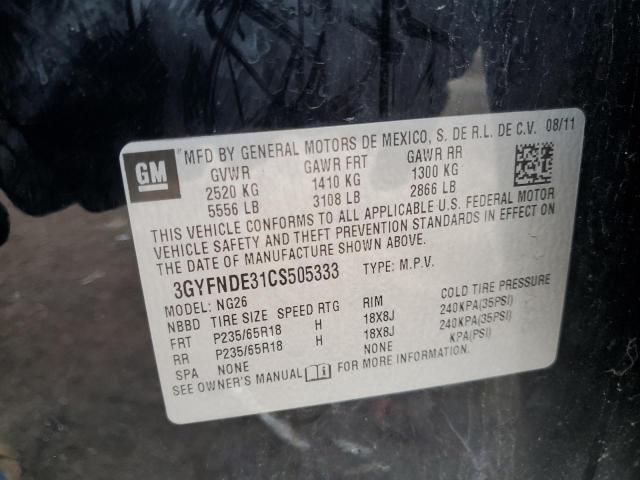 GM
MFD BY GENERAL MOTORS DE MEXICO, S. DE R.L. DE C.V. 08/11
GVWR GAWR FRT GAWR RR
2520 KG 1410 KG 1300 KG
5556 LB 3108 LB 2866 LB
THIS VEHICLE CONFORMS TO ALL APPLICABLE U.S. FEDERAL MOTOR
VEHICLE SAFETY AND THEFT PREVENTION STANDARDS IN EFFECT ON
THE DATE OF MANUFACTURE SHOWN ABOVE.
3GYFNDE31CS505333 TYPE: M.P.V.
MODEL: NG26
NBBD TIRE SIZE SPEED RTG RIM COLD TIRE PRESSURE
FRT P235/65R18 H 18X8J 240KPA(35PSI)
RR P235/65R18 H 18X8J 240KPA(35PSI)
SPA NONE NONE KPA(PSI)
SEE OWNER'S MANUAL FOR MORE INFORMATION.